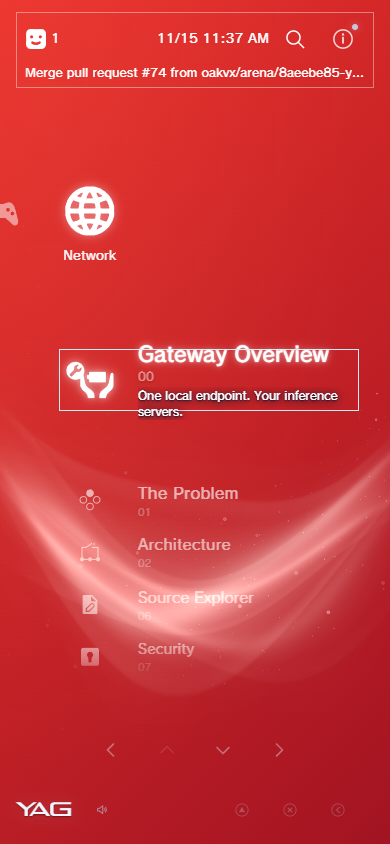 1
11/15 11:37 AM
Merge pull request #74 from oakvx/arena/8aeebe85-y...
Network
Gateway Overview
00
One local endpoint. Your inference
servers.
The Problem
01
Architecture
02
Source Explorer
06
Security
07
YAG